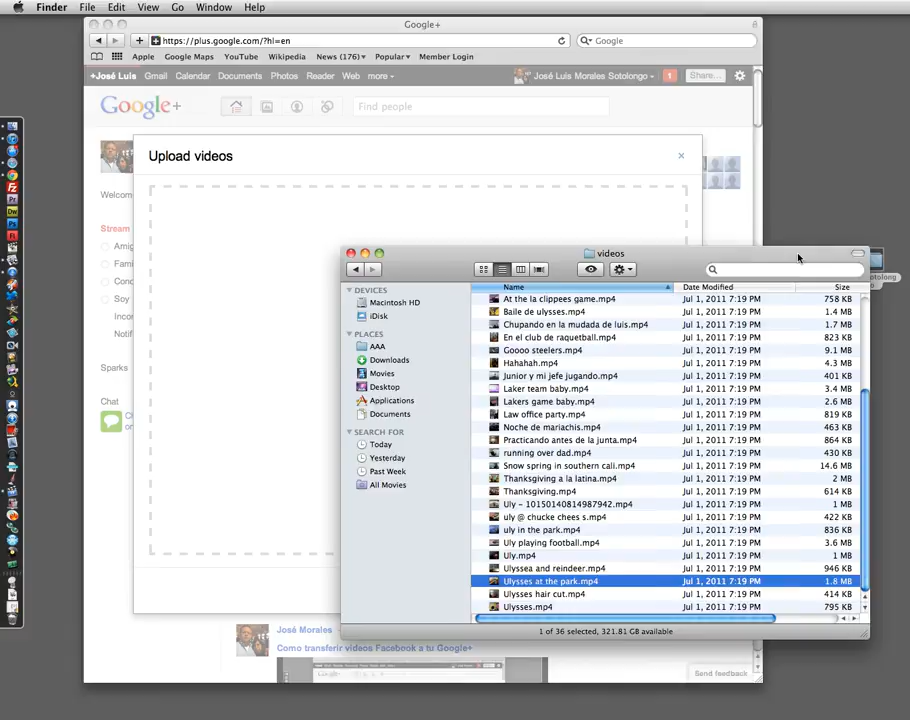 Finder File Edit View Go Window Help
Google+
https://plus.google.com/?hl=en
Google
Apple Google Maps YouTube Wikipedia News (176) Popular Member Login
+José Luis Gmail Calendar Documents Photos Reader Web more
José Luis Morales Sotolongo 1 Share...
Google+
Find people
Upload videos
Welcom
Stream
Amig
Fami
Conc
Soy
Incor
Notif
Sparks
Chat
videos
DEVICES
Macintosh HD
iDisk
PLACES
AAA
Downloads
Movies
Desktop
Applications
Documents
SEARCH FOR
Today
Yesterday
Past Week
All Movies
Name Date Modified Size
At the la clippees game.mp4 Jul 1, 2011 7:19 PM 758 KB
Baile de ulysses.mp4 Jul 1, 2011 7:19 PM 1.4 MB
Chupando en la mudada de luis.mp4 Jul 1, 2011 7:19 PM 1.7 MB
En el club de raquetball.mp4 Jul 1, 2011 7:19 PM 823 KB
Goooo steelers.mp4 Jul 1, 2011 7:19 PM 9.1 MB
Hahahah.mp4 Jul 1, 2011 7:19 PM 4.3 MB
Junior y mi jefe jugando.mp4 Jul 1, 2011 7:19 PM 401 KB
Laker team baby.mp4 Jul 1, 2011 7:19 PM 3.4 MB
Lakers game baby.mp4 Jul 1, 2011 7:19 PM 2.6 MB
Law office party.mp4 Jul 1, 2011 7:19 PM 819 KB
Noche de mariachis.mp4 Jul 1, 2011 7:19 PM 463 KB
Practicando antes de la junta.mp4 Jul 1, 2011 7:19 PM 864 KB
running over dad.mp4 Jul 1, 2011 7:19 PM 430 KB
Snow spring in southern cali.mp4 Jul 1, 2011 7:19 PM 14.6 MB
Thanksgiving a la latina.mp4 Jul 1, 2011 7:19 PM 2 MB
Thanksgiving.mp4 Jul 1, 2011 7:19 PM 614 KB
Uly - 10150140814987942.mp4 Jul 1, 2011 7:19 PM 1 MB
uly @ chucke chees s.mp4 Jul 1, 2011 7:19 PM 422 KB
uly in the park.mp4 Jul 1, 2011 7:19 PM 836 KB
Uly playing football.mp4 Jul 1, 2011 7:19 PM 3.6 MB
Uly.mp4 Jul 1, 2011 7:19 PM 1 MB
Ulyssea and reindeer.mp4 Jul 1, 2011 7:19 PM 946 KB
Ulysses at the park.mp4 Jul 1, 2011 7:19 PM 1.8 MB
Ulysses hair cut.mp4 Jul 1, 2011 7:19 PM 414 KB
Ulysses.mp4 Jul 1, 2011 7:19 PM 795 KB
1 of 36 selected, 321.81 GB available
José Morales
Como transferir videos Facebook a tu Google+
Send feedback